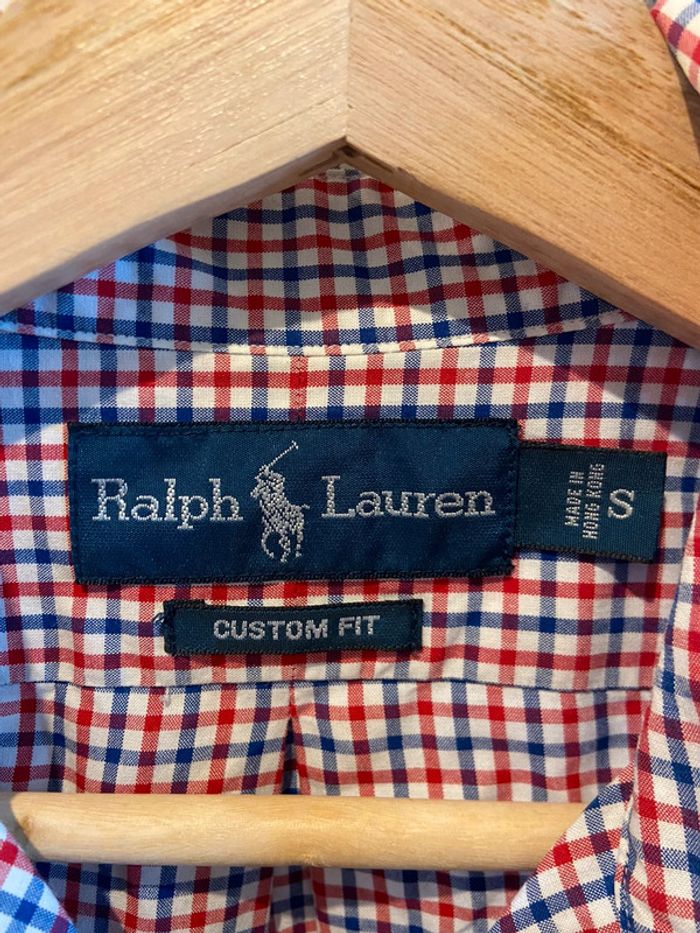 Ralph Lauren
MADE IN
HONG KONG
S
CUSTOM FIT